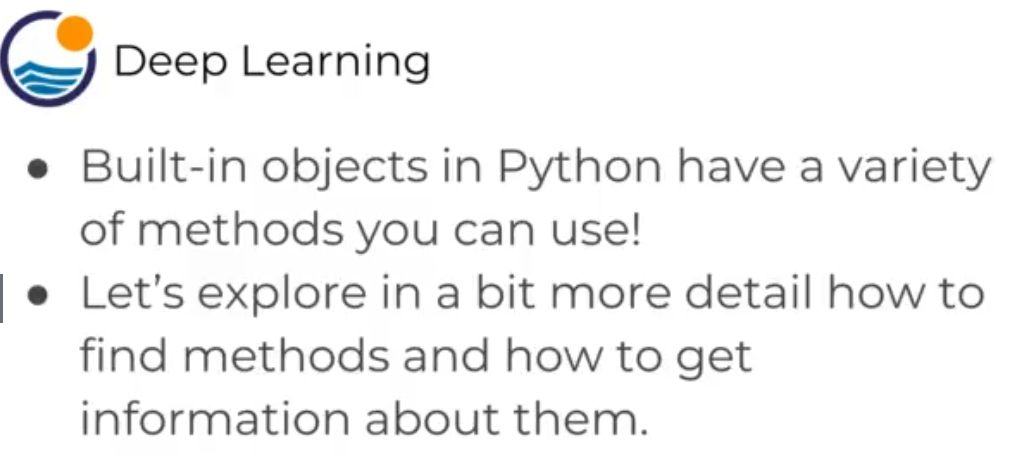 Deep Learning
● Built-in objects in Python have a variety
of methods you can use!
● Let’s explore in a bit more detail how to
find methods and how to get
information about them.